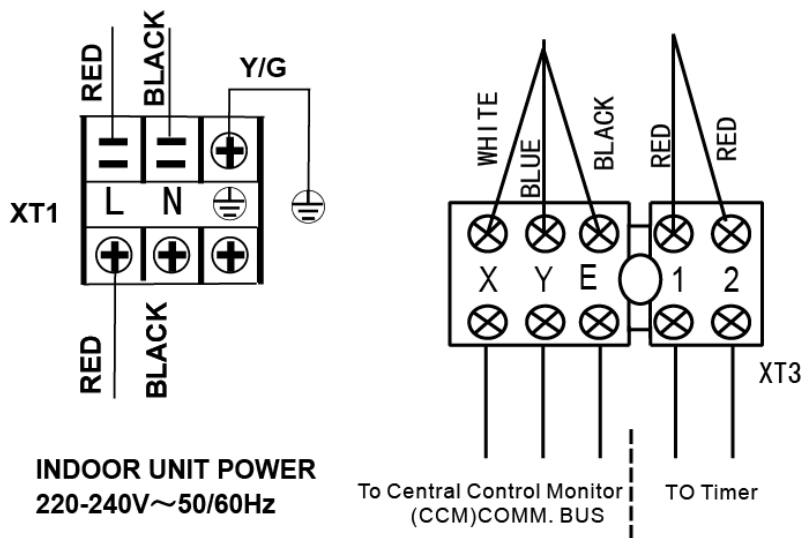 RED
BLACK
Y/G
XT1
L N
RED
BLACK
INDOOR UNIT POWER
220-240V～50/60Hz
WHITE
BLUE
BLACK
RED
RED
X Y E 1 2
XT3
To Central Control Monitor
(CCM)COMM. BUS
TO Timer